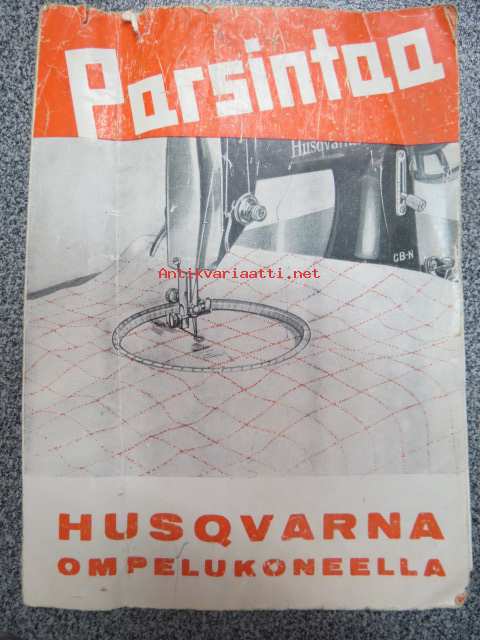 Parsintaa
Husqvarna
CB-N
Antikvariaatti.net
HUSQVARNA
OMPELUKONEELLA